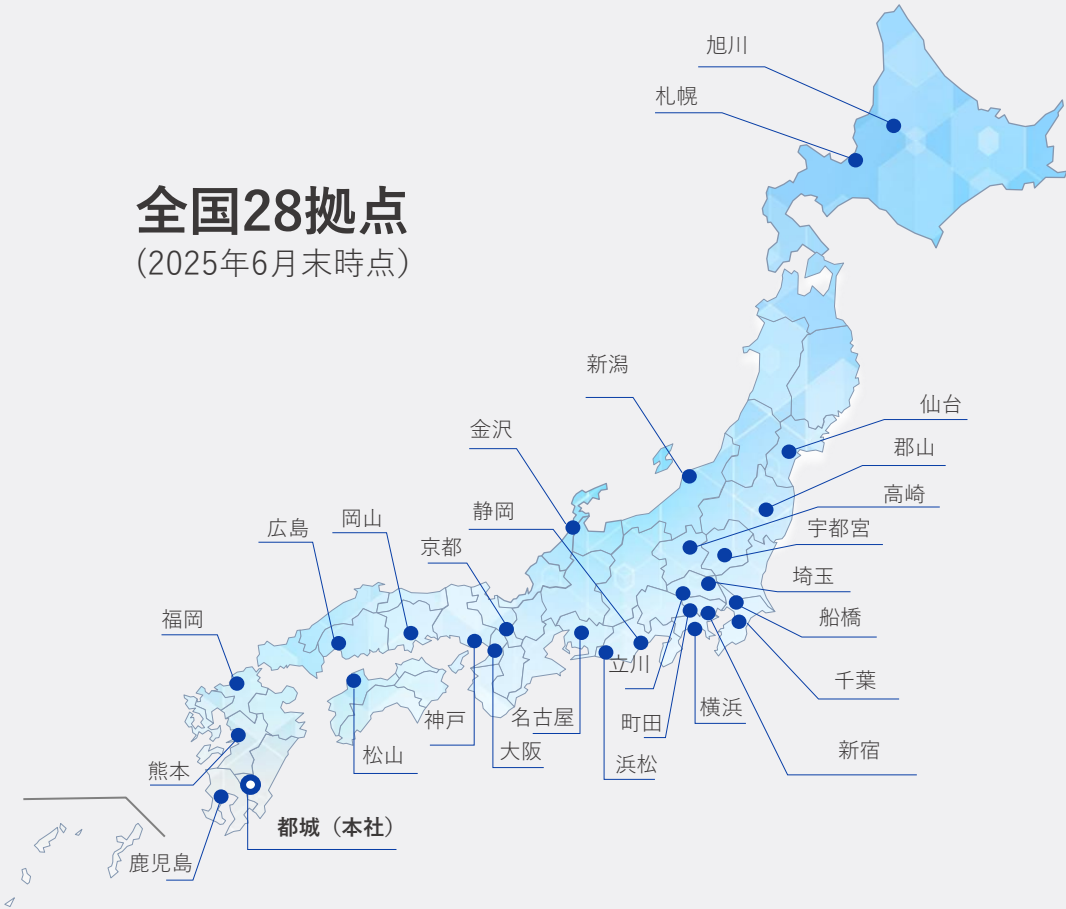 旭川
札幌
全国28拠点
(2025年6月末時点)
新潟
仙台
金沢
郡山
高崎
静岡
広島
岡山
宇都宮
京都
埼玉
福岡
船橋
立川
千葉
神戸
名古屋
町田
横浜
松山
大阪
浜松
新宿
熊本
都城（本社）
鹿児島